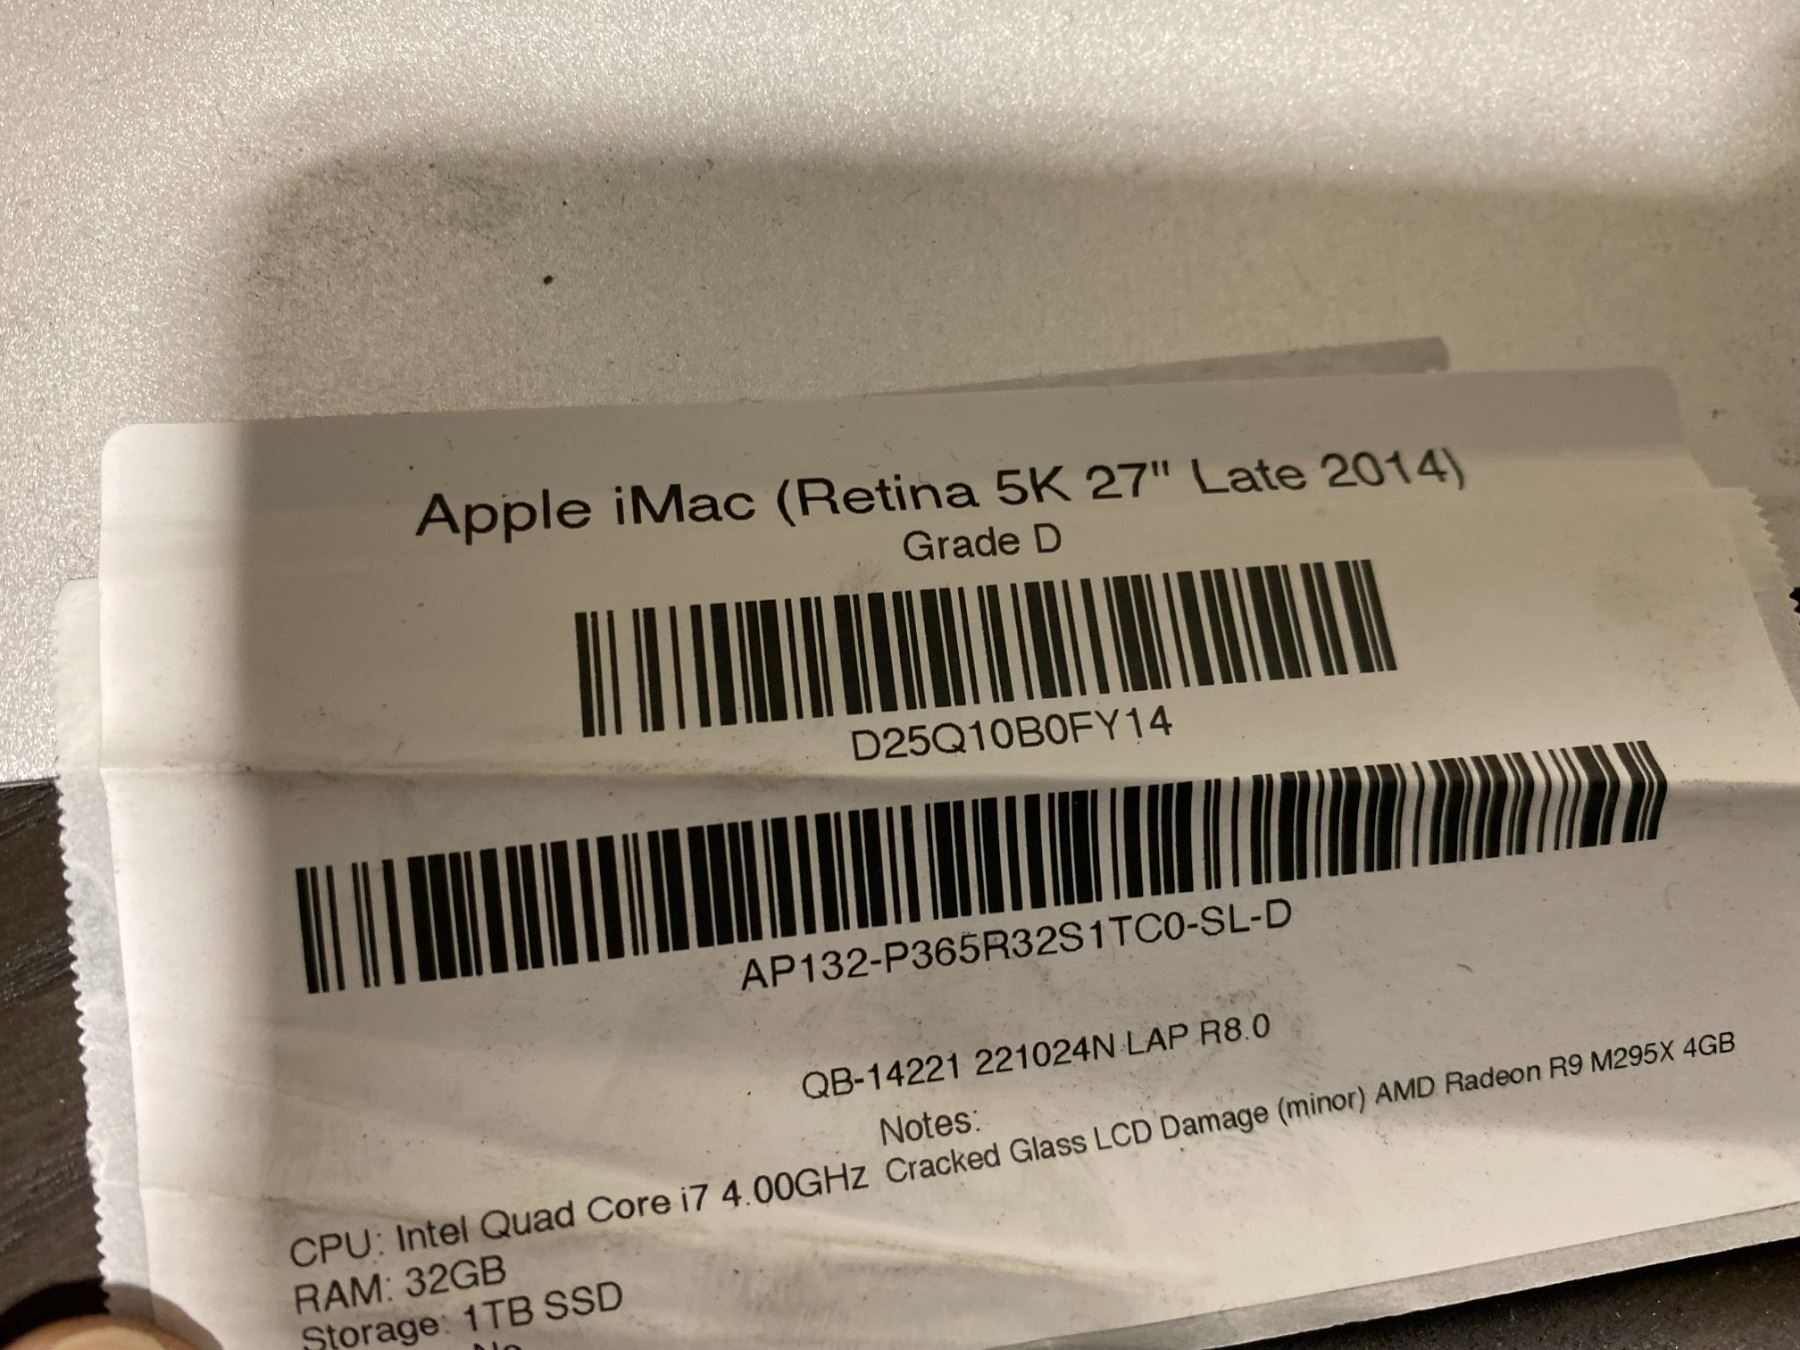 Apple iMac (Retina 5K 27" Late 2014)
Grade D
D25Q10B0FY14
AP132-P365R32S1TC0-SL-D
QB-14221 221024N LAP R8.0
Notes:
Cracked Glass LCD Damage (minor) AMD Radeon R9 M295X 4GB
CPU: Intel Quad Core i7 4.00GHz
RAM: 32GB
Storage: 1TB SSD